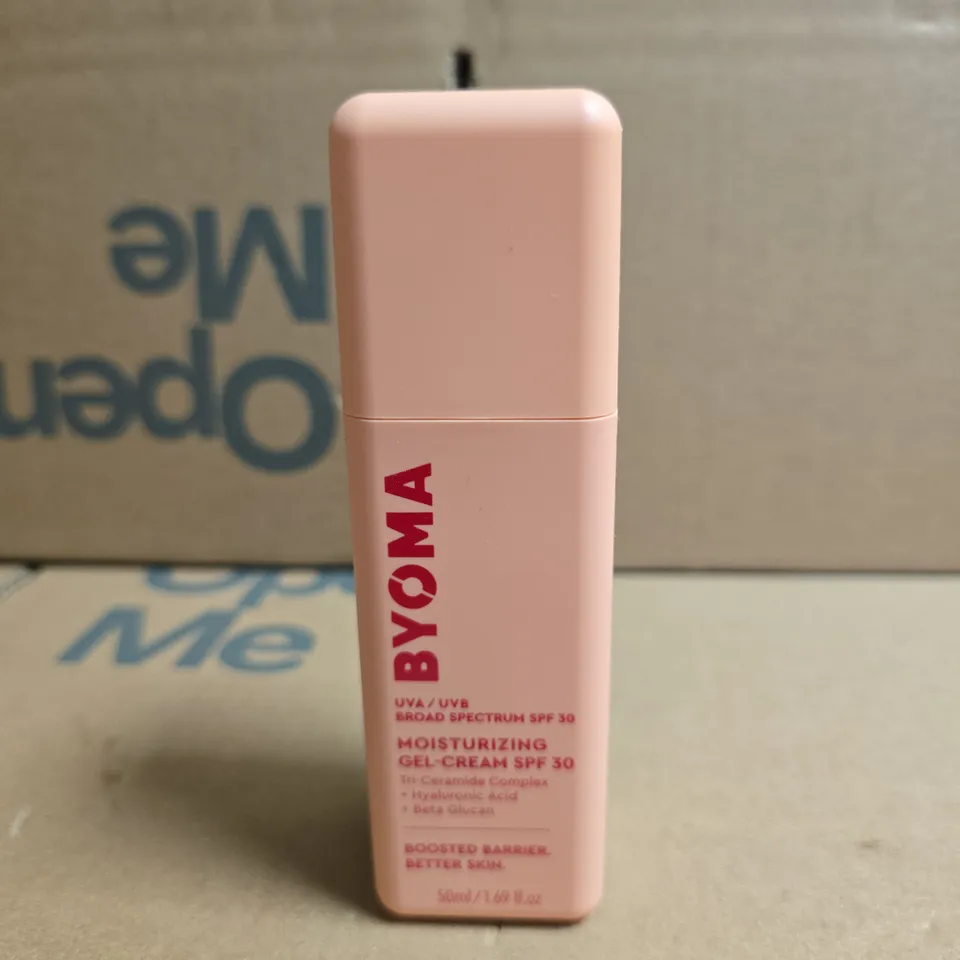 Open
Me
Open
Me
BYOMA
UVA / UVB
BROAD SPECTRUM SPF 30
MOISTURIZING
GEL-CREAM SPF 30
Tri-Ceramide Complex
+ Hyaluronic Acid
+ Beta Glucan
BOOSTED BARRIER.
BETTER SKIN.
50ml / 1.69 fl.oz